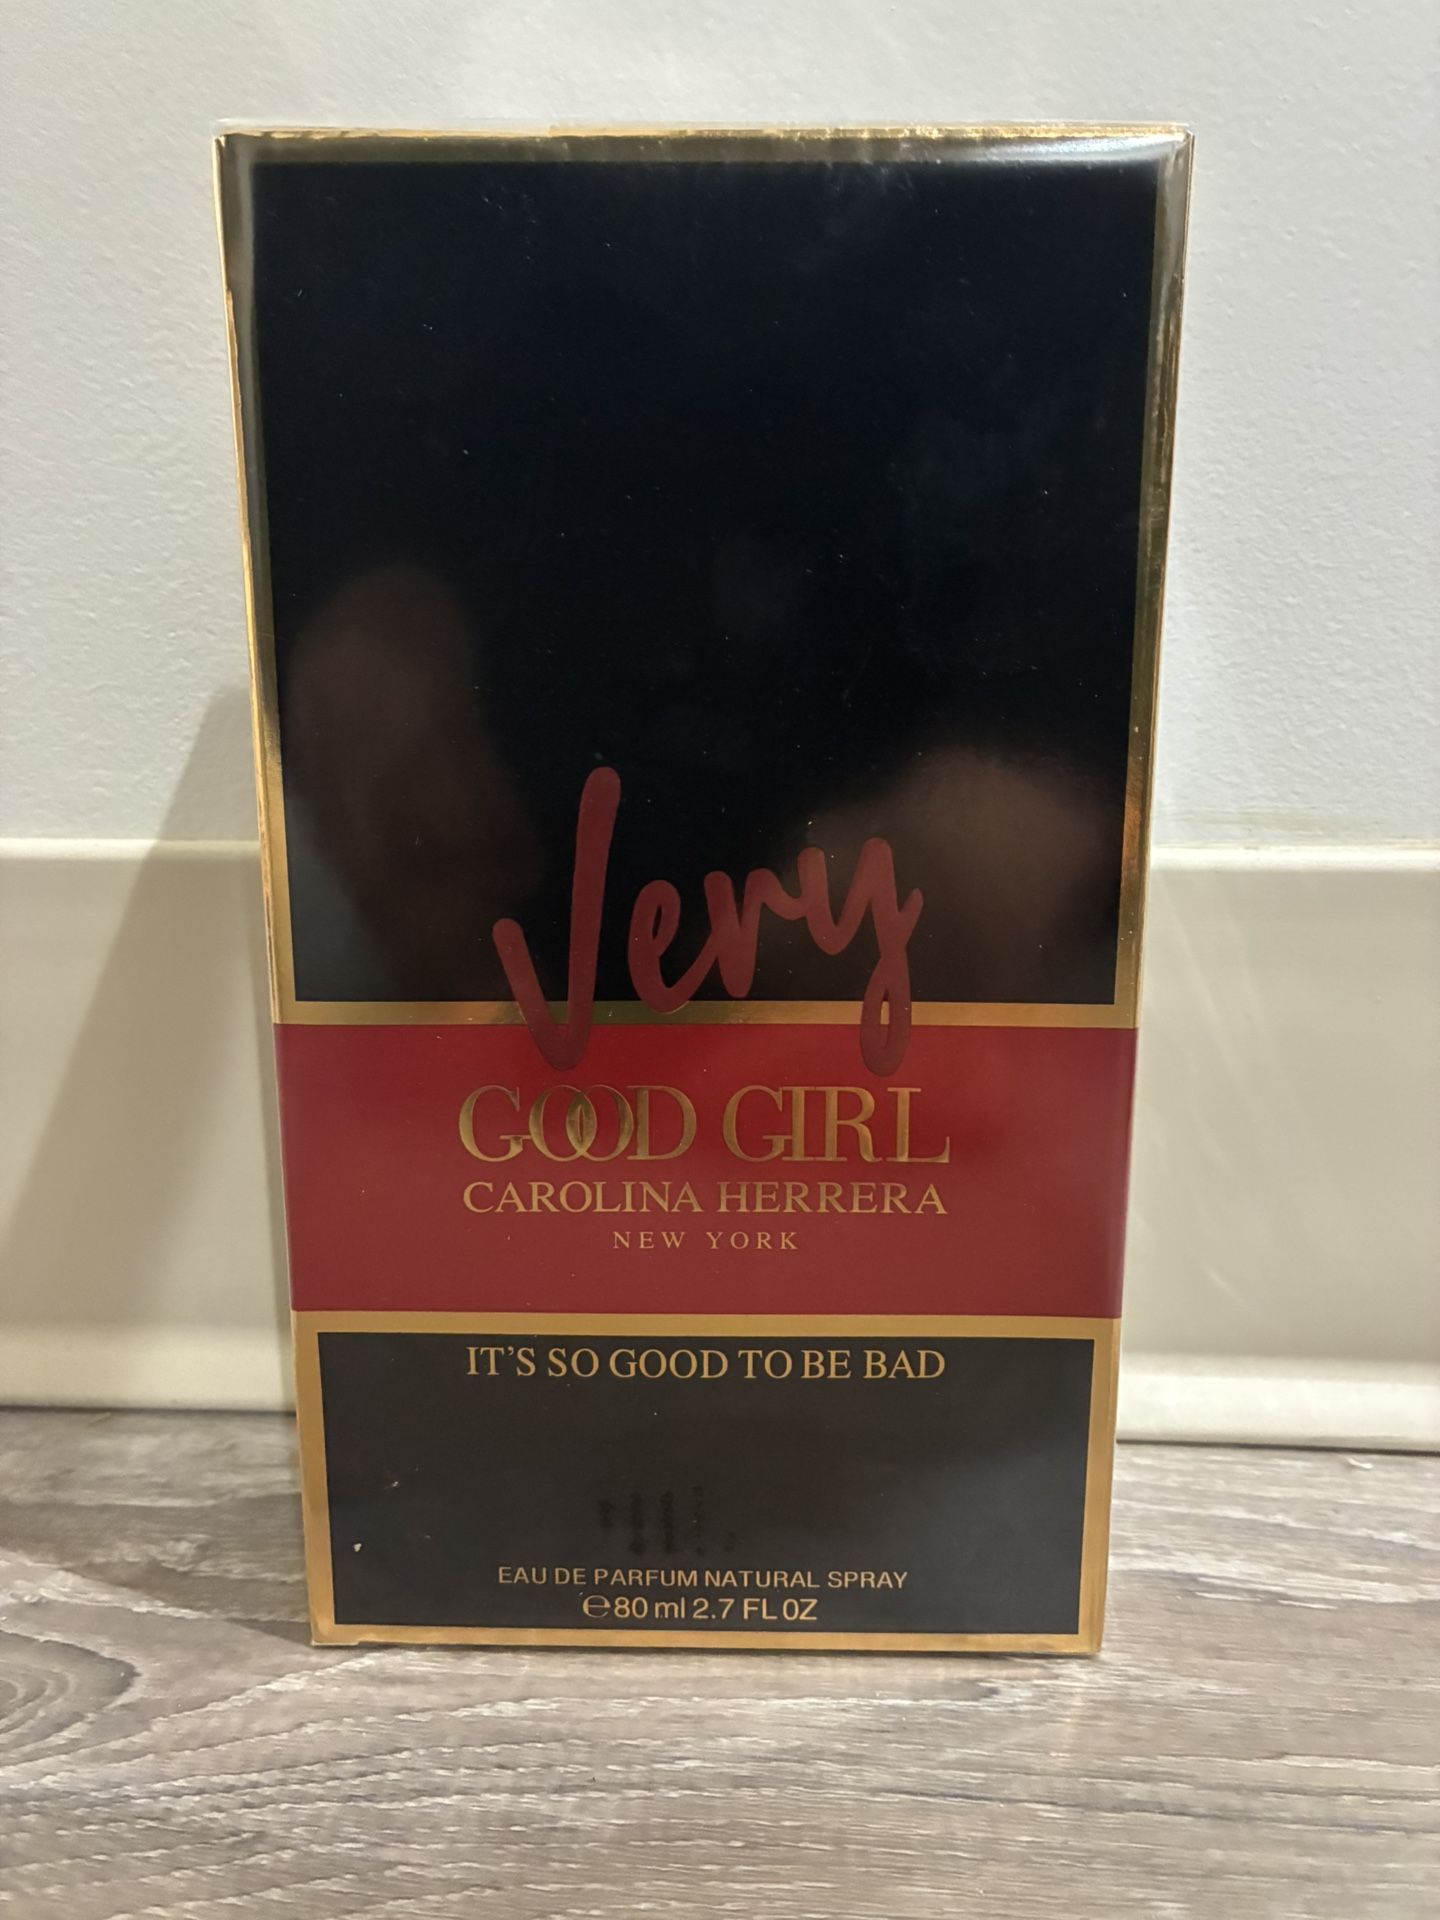 Very
GOOD GIRL
CAROLINA HERRERA
NEW YORK
IT'S SO GOOD TO BE BAD
EAU DE PARFUM NATURAL SPRAY
℮80 ml 2.7 FL OZ